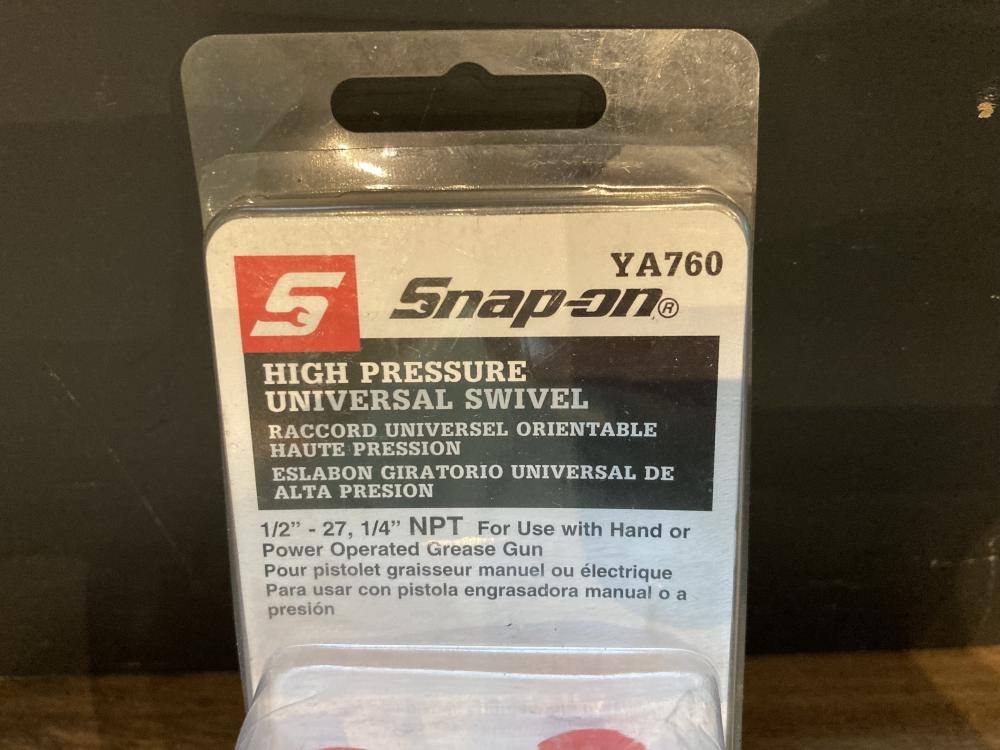 YA760
S Snap-on®
HIGH PRESSURE
UNIVERSAL SWIVEL
RACCORD UNIVERSEL ORIENTABLE
HAUTE PRESSION
ESLABON GIRATORIO UNIVERSAL DE
ALTA PRESION
1/2" - 27, 1/4" NPT For Use with Hand or
Power Operated Grease Gun
Pour pistolet graisseur manuel ou électrique
Para usar con pistola engrasadora manual o a
presión